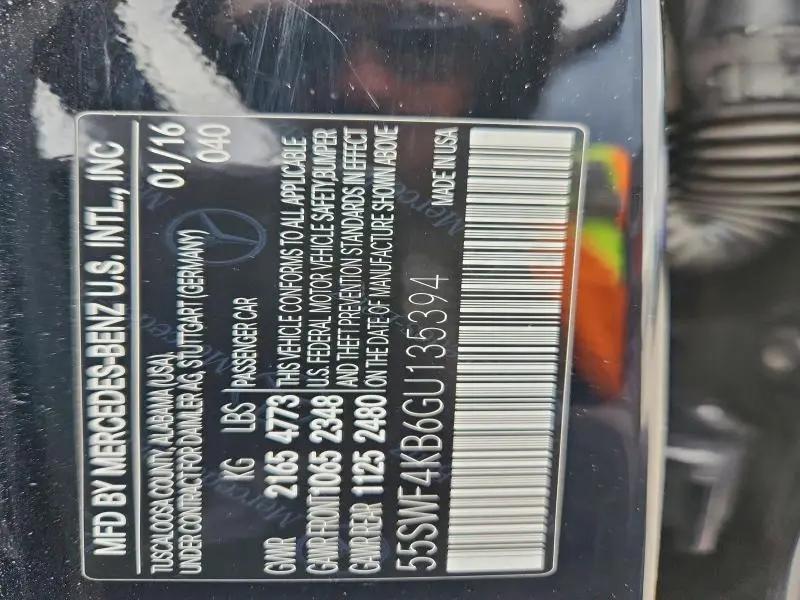 MFD BY MERCEDES-BENZ U.S. INTL., INC
TUSCALOOSA COUNTY, ALABAMA (USA), 01/16
UNDER CONTRACT FOR DAIMLER AG, STUTTGART (GERMANY) 040
KG LBS PASSENGER CAR
GWR 2165 4773 THIS VEHICLE CONFORMS TO ALL APPLICABLE
GAWR FRONT 1065 2348 U.S. FEDERAL MOTOR VEHICLE SAFETY, BUMPER
GAWR REAR 1125 2480 AND THEFT PREVENTION STANDARDS IN EFFECT
ON THE DATE OF MANUFACTURE SHOWN ABOVE
55SWF4KB6GU135394 MADE IN USA